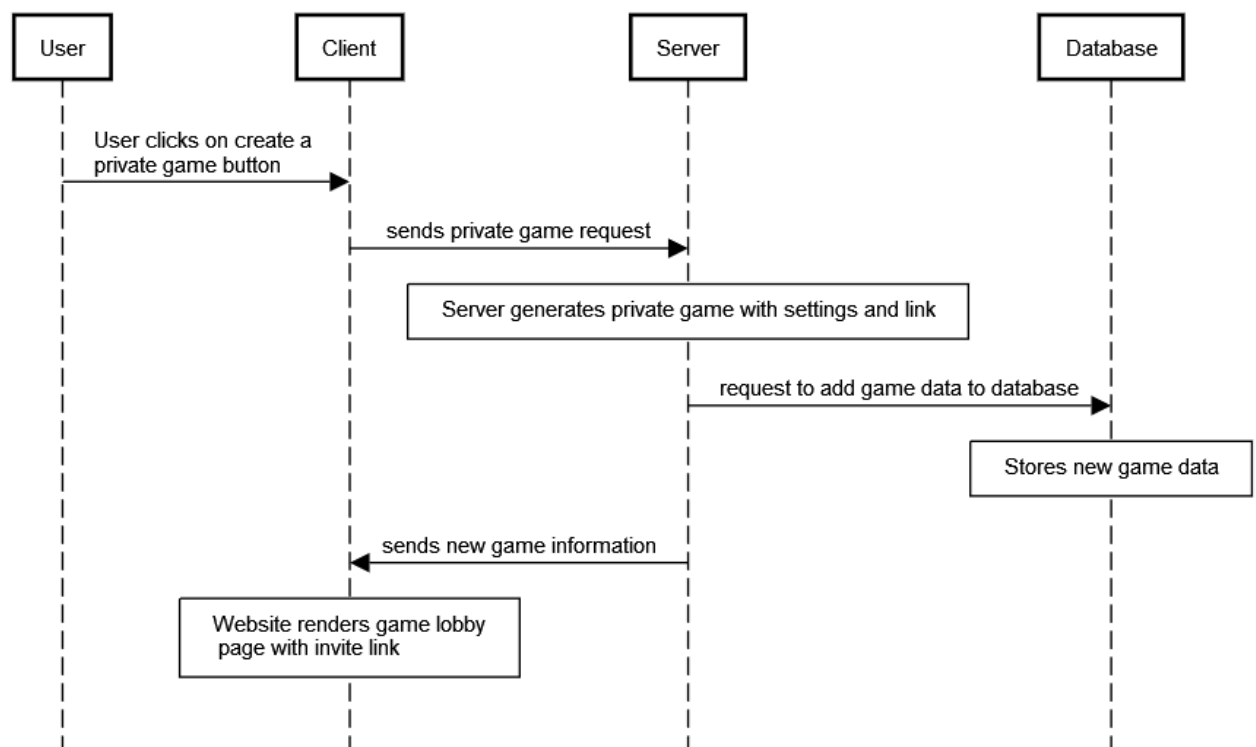 User
Client
Server
Database
User clicks on create a
private game button
sends private game request
Server generates private game with settings and link
request to add game data to database
Stores new game data
sends new game information
Website renders game lobby
page with invite link